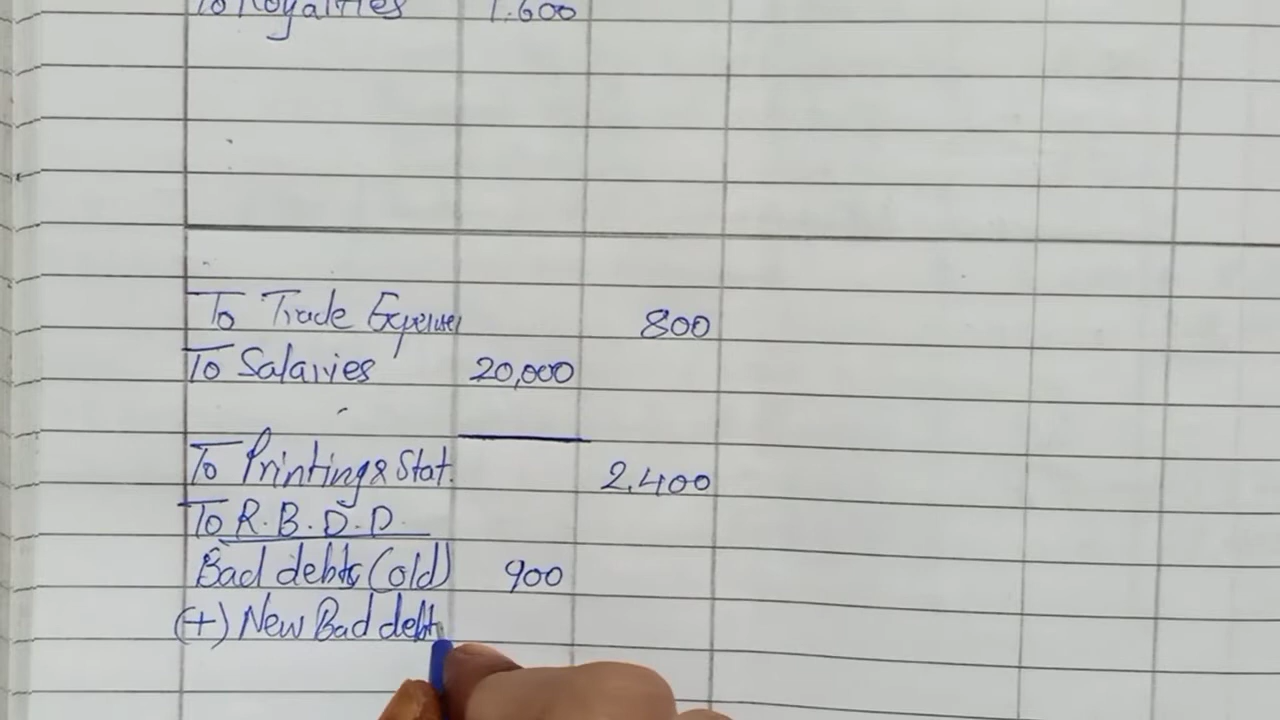 To Royalties 1.600
To Trade Expenses 800
To Salaries 20,000
To Printing & Stat. 2,400
To R.B.D.D.
Bad debts (old) 900
(+) New Bad debt